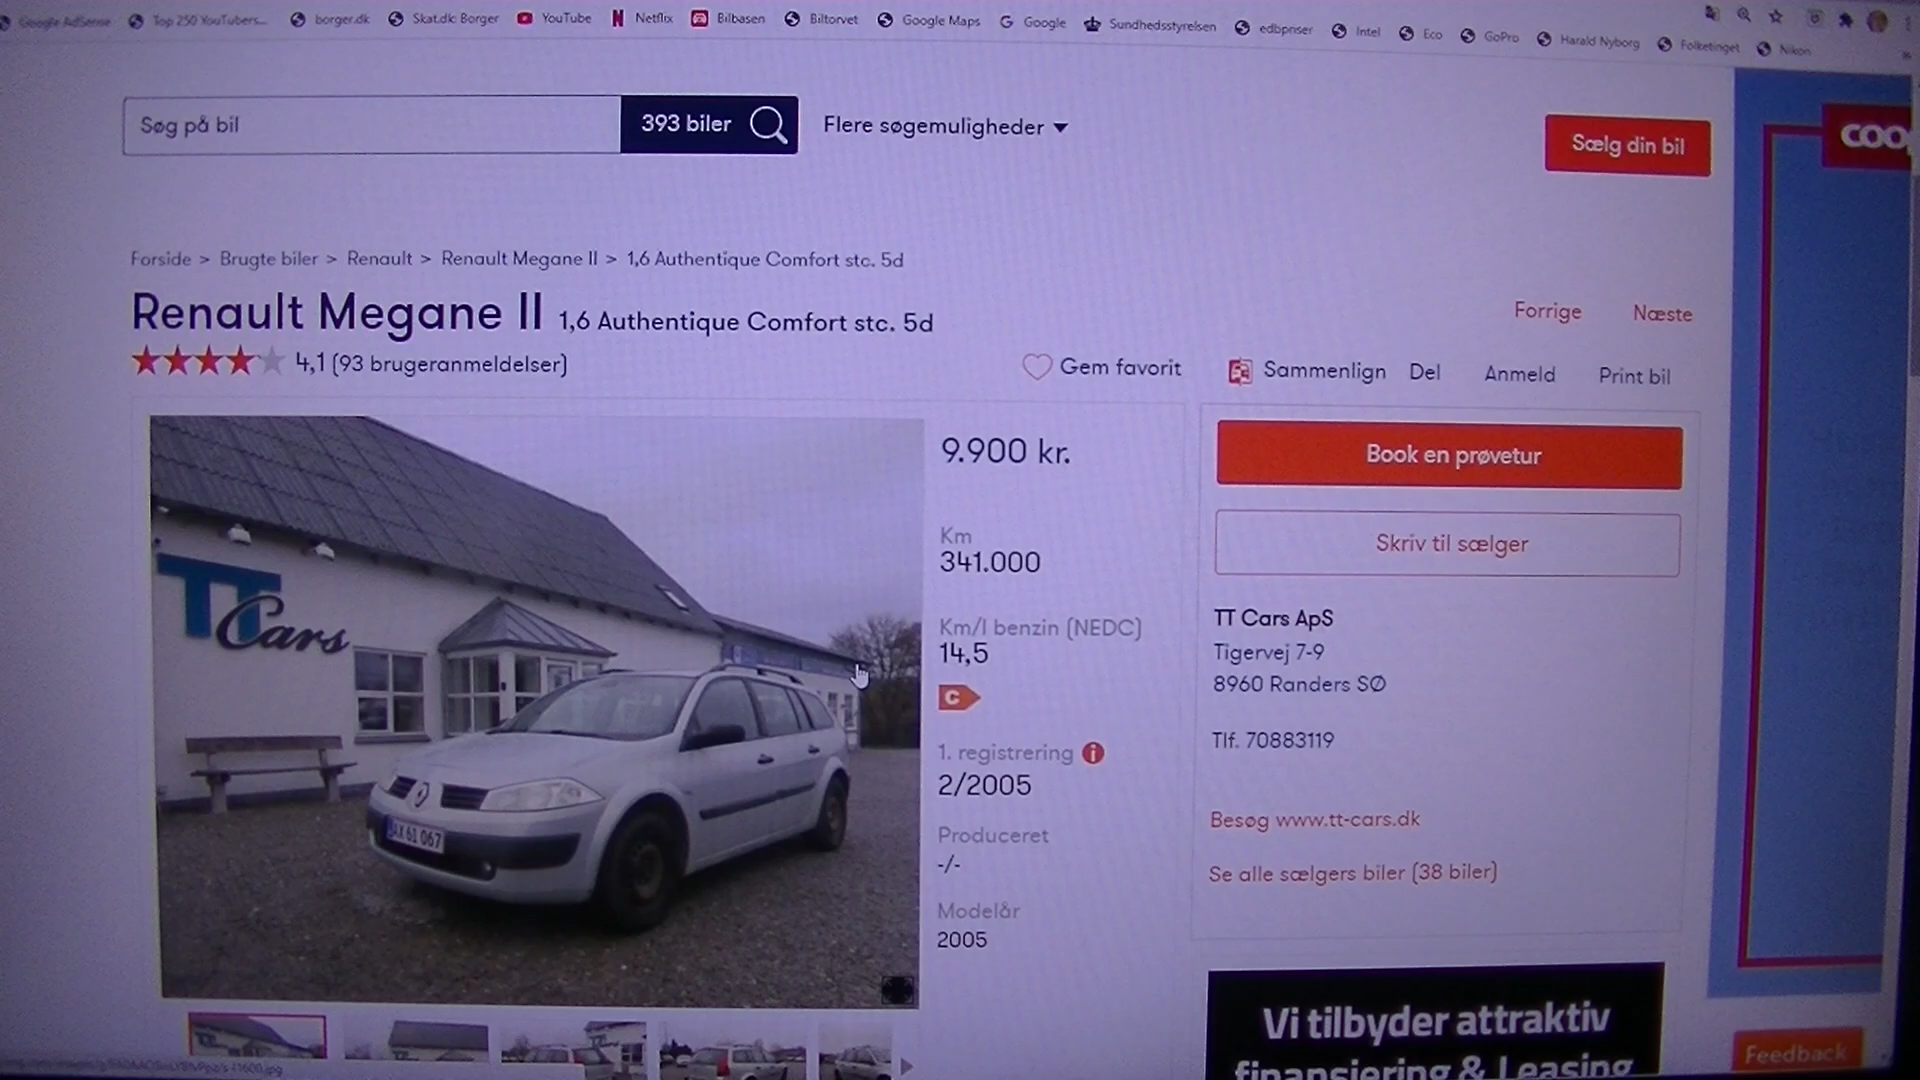 Google AdSense Top 250 YouTubers... borger.dk Skat.dk: Borger YouTube Netflix Bilbasen Biltorvet Google Maps Google Sundhedsstyrelsen edbpriser Intel Eco GoPro Harald Nyborg Folketinget Nikon
Søg på bil 393 biler Flere søgemuligheder
Sælg din bil
coop
Forside > Brugte biler > Renault > Renault Megane II > 1,6 Authentique Comfort stc. 5d
Renault Megane II 1,6 Authentique Comfort stc. 5d
Forrige Næste
4,1 (93 brugeranmeldelser)
Gem favorit Sammenlign Del Anmeld Print bil
TT Cars
AX 61 067
9.900 kr.
Km
341.000
Km/l benzin (NEDC)
14,5
C
1. registrering i
2/2005
Produceret
-/-
Modelår
2005
Book en prøvetur
Skriv til sælger
TT Cars ApS
Tigervej 7-9
8960 Randers SØ
Tlf. 70883119
Besøg www.tt-cars.dk
Se alle sælgers biler (38 biler)
Vi tilbyder attraktiv
finansiering & Leasing
Feedback